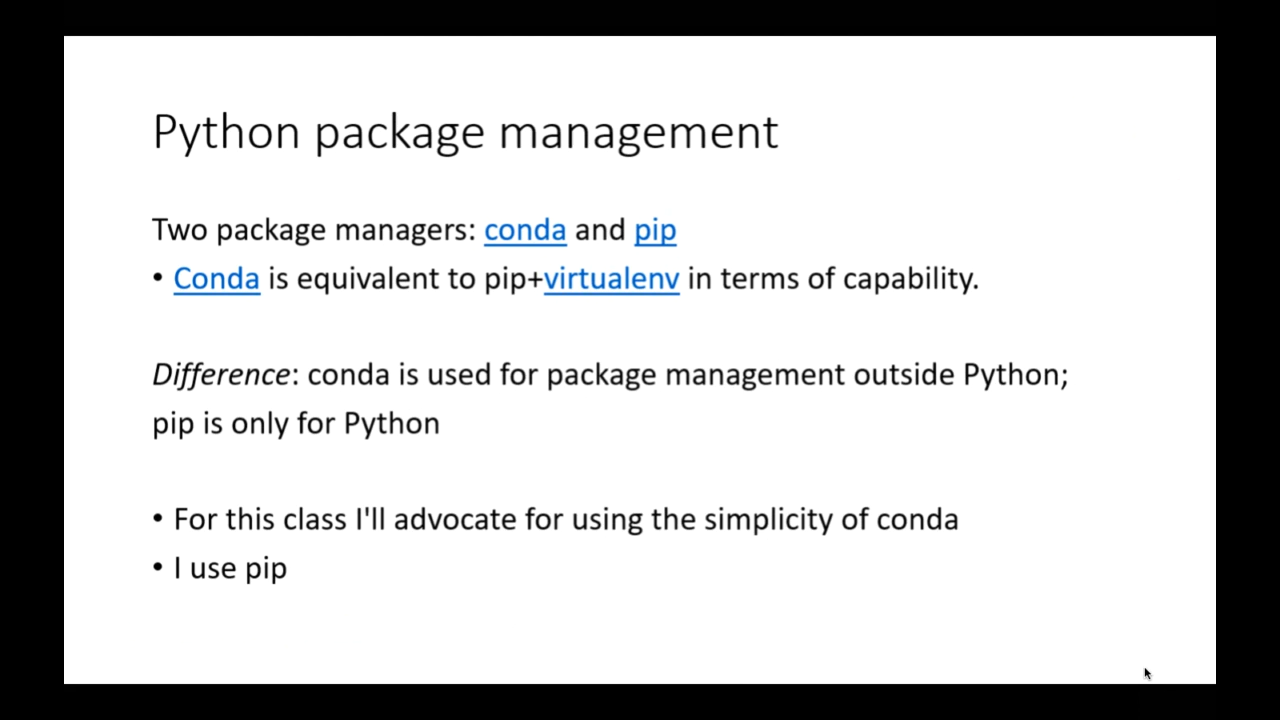 Python package management
Two package managers: conda and pip
• Conda is equivalent to pip+virtualenv in terms of capability.
Difference: conda is used for package management outside Python;
pip is only for Python
• For this class I'll advocate for using the simplicity of conda
• I use pip